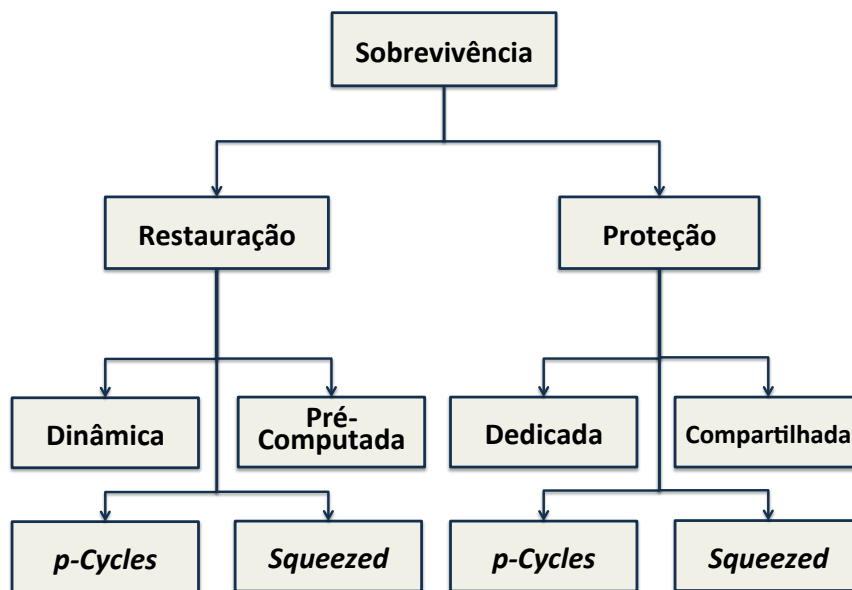 Sobrevivência
Restauração
Proteção
Dinâmica
Pré-
Computada
Dedicada
Compartilhada
p-Cycles
Squeezed
p-Cycles
Squeezed